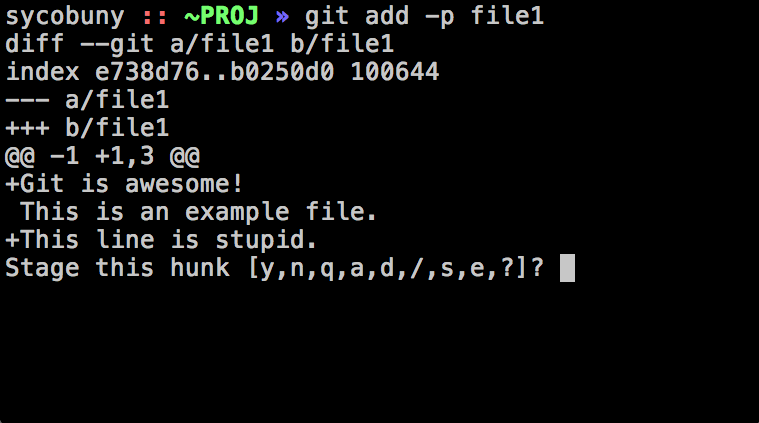 sycobuny :: ~PROJ » git add -p file1
diff --git a/file1 b/file1
index e738d76..b0250d0 100644
--- a/file1
+++ b/file1
@@ -1 +1,3 @@
+Git is awesome!
 This is an example file.
+This line is stupid.
Stage this hunk [y,n,q,a,d,/,s,e,?]?